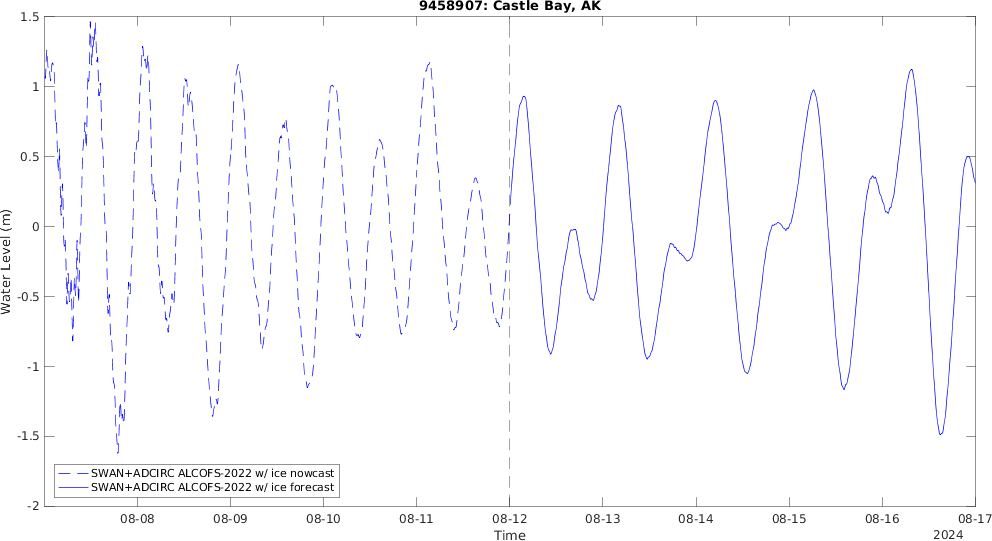 9458907: Castle Bay, AK
Water Level (m)
1.5
1
0.5
0
-0.5
-1
-1.5
-2
SWAN+ADCIRC ALCOFS-2022 w/ ice nowcast
SWAN+ADCIRC ALCOFS-2022 w/ ice forecast
08-08 08-09 08-10 08-11 08-12 08-13 08-14 08-15 08-16 08-17
Time
2024